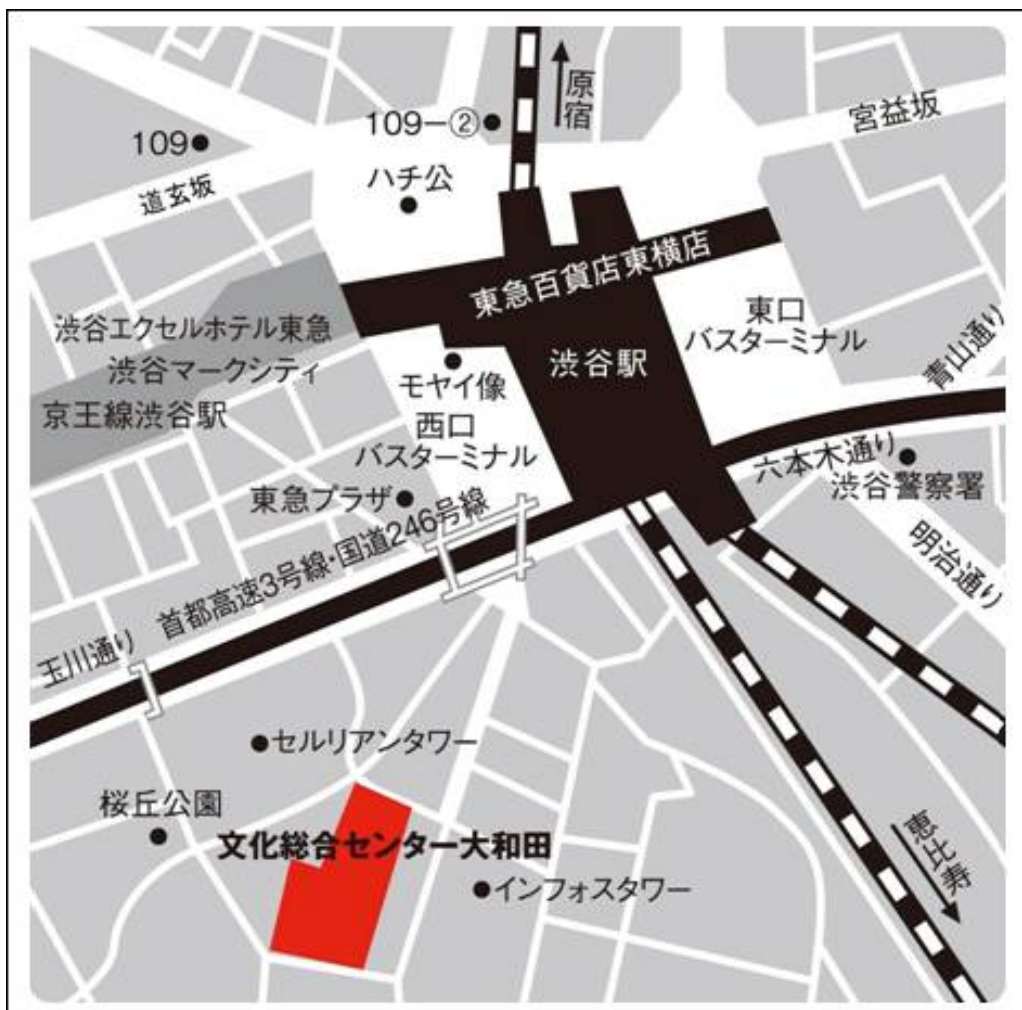 原宿
109-②
宮益坂
109
ハチ公
道玄坂
東急百貨店東横店
東口
バスターミナル
渋谷エクセルホテル東急
渋谷マークシティ
京王線渋谷駅
渋谷駅
モヤイ像
西口
バスターミナル
青山通り
六本木通り
渋谷警察署
東急プラザ
首都高速3号線・国道246号線
明治通り
玉川通り
セルリアンタワー
桜丘公園
文化総合センター大和田
インフォスタワー
恵比寿